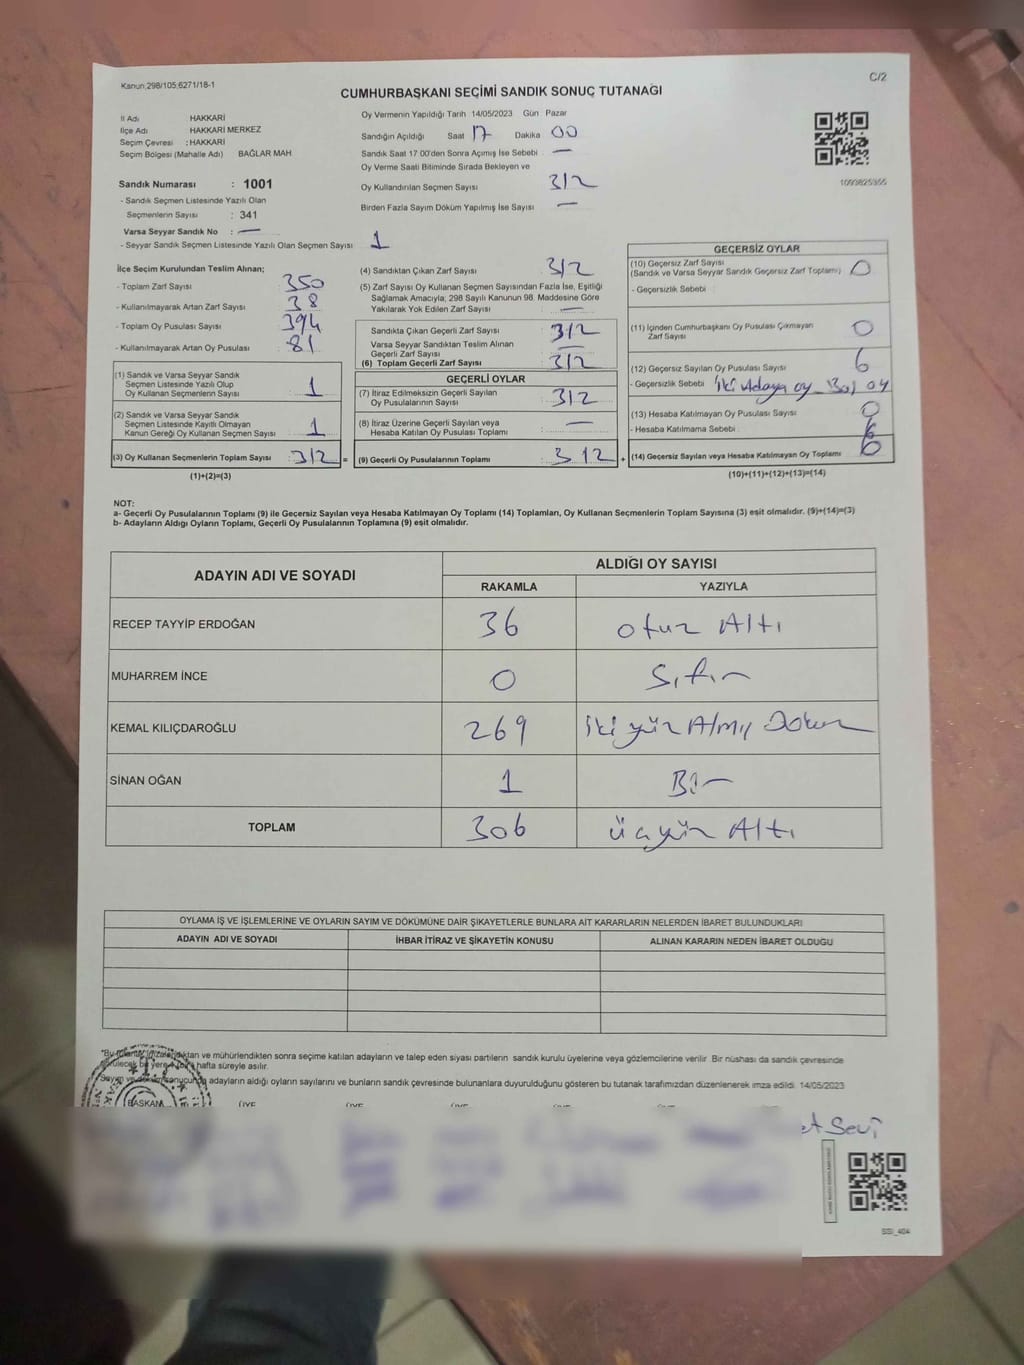 Kanun,298/105,6271/18-1
C/2
CUMHURBAŞKANI SEÇİMİ SANDIK SONUÇ TUTANAĞI
İl Adı HAKKARİ
İlçe Adı HAKKARİ MERKEZ
Seçim Çevresi : HAKKARİ
Seçim Bölgesi (Mahalle Adı) BAĞLAR MAH.
Sandık Numarası : 1001
- Sandık Seçmen Listesinde Yazılı Olan
Seçmenlerin Sayısı : 341
Varsa Seyyar Sandık No : —
- Seyyar Sandık Seçmen Listesinde Yazılı Olan Seçmen Sayısı 1
Oy Vermenin Yapıldığı Tarih 14/05/2023 Gün Pazar
Sandığın Açıldığı Saat 17 Dakika 00
Sandık Saat 17 00'den Sonra Açımış İse Sebebi —
Oy Verme Saati Bitiminde Sırada Bekleyen ve
Oy Kullandırılan Seçmen Sayısı 312
Birden Fazla Sayım Döküm Yapılmış İse Sayısı —
1093825355
İlçe Seçim Kurulundan Teslim Alınan;
- Toplam Zarf Sayısı 350
- Kullanılmayarak Artan Zarf Sayısı 38
- Toplam Oy Pusulası Sayısı 394
- Kullanılmayarak Artan Oy Pusulası 81
(1) Sandık ve Varsa Seyyar Sandık
Seçmen Listesinde Yazılı Olup
Oy Kullanan Seçmenlerin Sayısı 1
(2) Sandık ve Varsa Seyyar Sandık
Seçmen Listesinde Kayıtlı Olmayan
Kanun Gereği Oy Kullanan Seçmen Sayısı 1
(3) Oy Kullanan Seçmenlerin Toplam Sayısı : 312 =
(1)+(2)=(3)
(4) Sandıktan Çıkan Zarf Sayısı 312
(5) Zarf Sayısı Oy Kullanan Seçmen Sayısından Fazla İse, Eşitliği
Sağlamak Amacıyla; 298 Sayılı Kanunun 98. Maddesine Göre
Yakılarak Yok Edilen Zarf Sayısı : —
Sandıkta Çıkan Geçerli Zarf Sayısı 312
Varsa Seyyar Sandıktan Teslim Alınan
Geçerli Zarf Sayısı —
(6) Toplam Geçerli Zarf Sayısı 312
GEÇERLİ OYLAR
(7) İtiraz Edilmeksizin Geçerli Sayılan
Oy Pusulalarının Sayısı 312
(8) İtiraz Üzerine Geçerli Sayılan veya
Hesaba Katılan Oy Pusulası Toplamı —
(9) Geçerli Oy Pusulalarının Toplamı : 312 +
GEÇERSİZ OYLAR
(10) Geçersiz Zarf Sayısı
(Sandık ve Varsa Seyyar Sandık Geçersiz Zarf Toplamı) 0
- Geçersizlik Sebebi :
(11) İçinden Cumhurbaşkanı Oy Pusulası Çıkmayan
Zarf Sayısı 0
(12) Geçersiz Sayılan Oy Pusulası Sayısı 6
- Geçersizlik Sebebi İki Adaya oy _ Boş oy
(13) Hesaba Katılmayan Oy Pusulası Sayısı 0
- Hesaba Katılmama Sebebi :
(14) Geçersiz Sayılan veya Hesaba Katılmayan Oy Toplamı 6
(10)+(11)+(12)+(13)=(14)
NOT:
a- Geçerli Oy Pusulalarının Toplamı (9) ile Geçersiz Sayılan veya Hesaba Katılmayan Oy Toplamı (14) Toplamları, Oy Kullanan Seçmenlerin Toplam Sayısına (3) eşit olmalıdır. (9)+(14)=(3)
b- Adayların Aldığı Oyların Toplamı, Geçerli Oy Pusulalarının Toplamına (9) eşit olmalıdır.
ADAYIN ADI VE SOYADI ALDIĞI OY SAYISI
RAKAMLA YAZIYLA
RECEP TAYYİP ERDOĞAN 36 otuz Altı
MUHARREM İNCE 0 Sıfır
KEMAL KILIÇDAROĞLU 269 iki yüz Almış Dokuz
SİNAN OĞAN 1 Bir
TOPLAM 306 üçyüz Altı
OYLAMA İŞ VE İŞLEMLERİNE VE OYLARIN SAYIM VE DÖKÜMÜNE DAİR ŞİKAYETLERLE BUNLARA AİT KARARLARIN NELERDEN İBARET BULUNDUKLARI
ADAYIN ADI VE SOYADI İHBAR İTİRAZ VE ŞİKAYETİN KONUSU ALINAN KARARIN NEDEN İBARET OLDUĞU
ve mühürlendikten sonra seçime katılan adayların ve talep eden siyasi partilerin sandık kurulu üyelerine veya gözlemcilerine verilir. Bir nüshası da sandık çevresinde
hafta süreyle asılır.
adayların aldığı oyların sayılarını ve bunların sandık çevresinde bulunanlara duyurulduğunu gösteren bu tutanak tarafımızdan düzenlenerek imza edildi. 14/05/2023
BAŞKAN ÜYE ÜYE ÜYE
SSİ_404